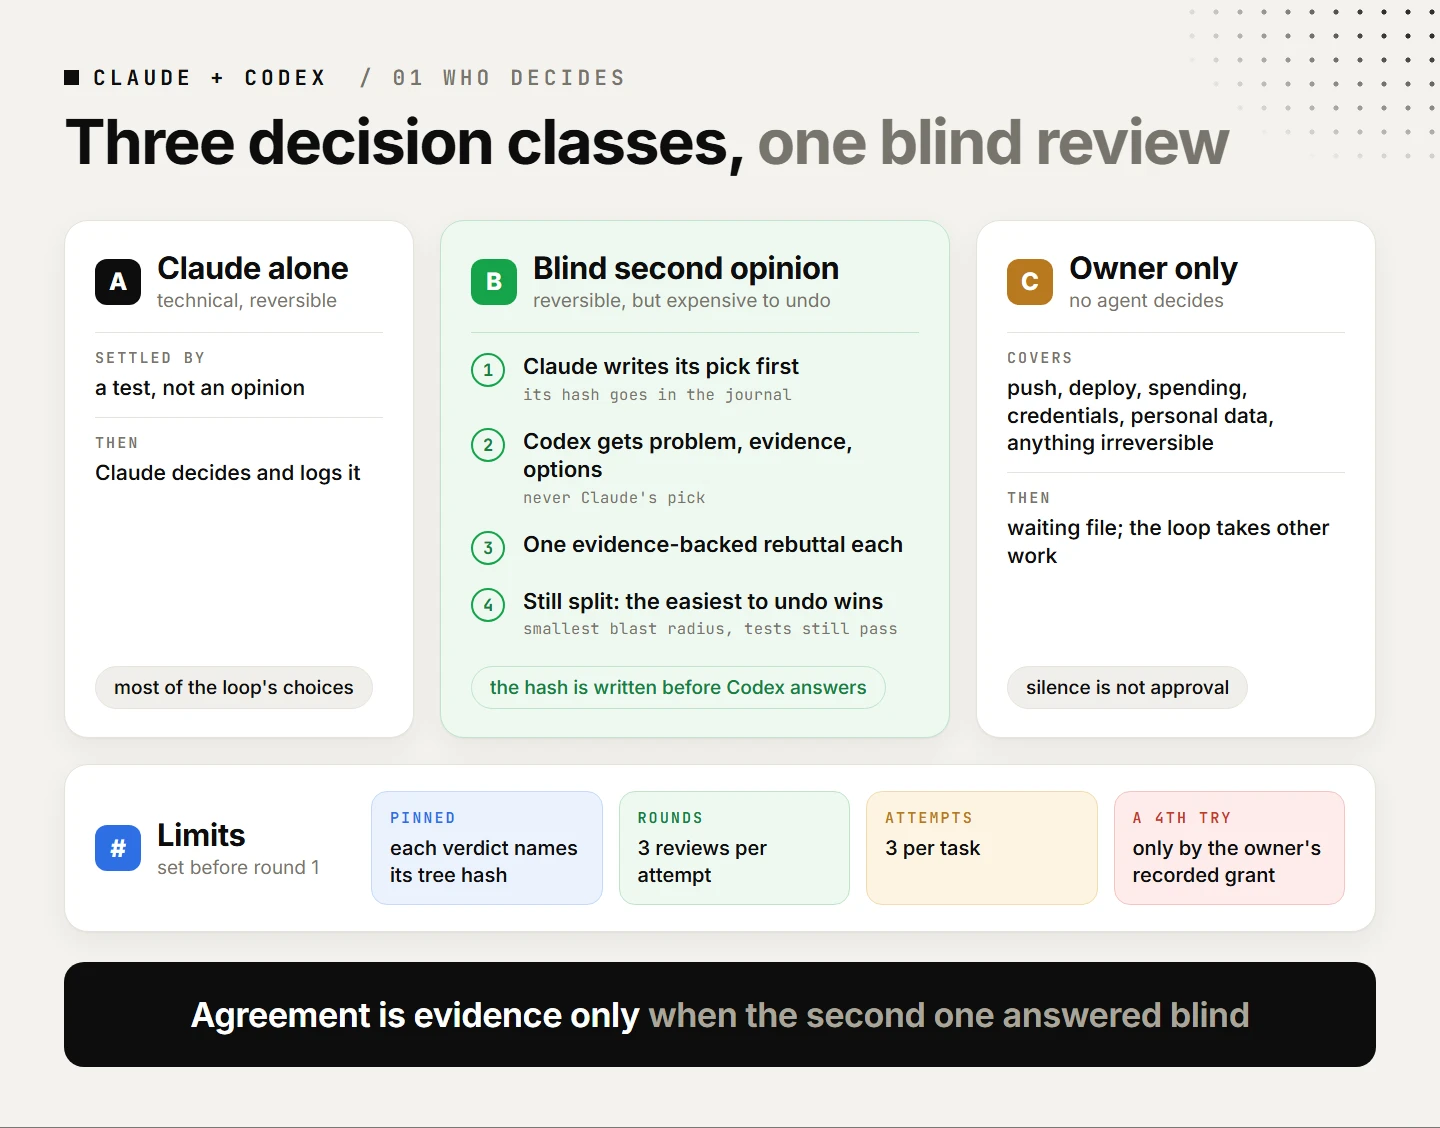 CLAUDE + CODEX / 01 WHO DECIDES
Three decision classes, one blind review
A
Claude alone
technical, reversible
SETTLED BY
a test, not an opinion
THEN
Claude decides and logs it
most of the loop's choices
B
Blind second opinion
reversible, but expensive to undo
1
Claude writes its pick first
its hash goes in the journal
2
Codex gets problem, evidence,
options
never Claude's pick
3
One evidence-backed rebuttal each
4
Still split: the easiest to undo wins
smallest blast radius, tests still pass
the hash is written before Codex answers
C
Owner only
no agent decides
COVERS
push, deploy, spending,
credentials, personal data,
anything irreversible
THEN
waiting file; the loop takes other
work
silence is not approval
#
Limits
set before round 1
PINNED
each verdict names
its tree hash
ROUNDS
3 reviews per
attempt
ATTEMPTS
3 per task
A 4TH TRY
only by the owner's
recorded grant
Agreement is evidence only when the second one answered blind